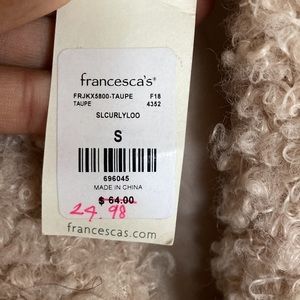 francesca's®
FRJKX5800-TAUPE F18
TAUPE 4352
SLCURLYLOO
S
696045
MADE IN CHINA
$ 64.00
24.98
francescas.com